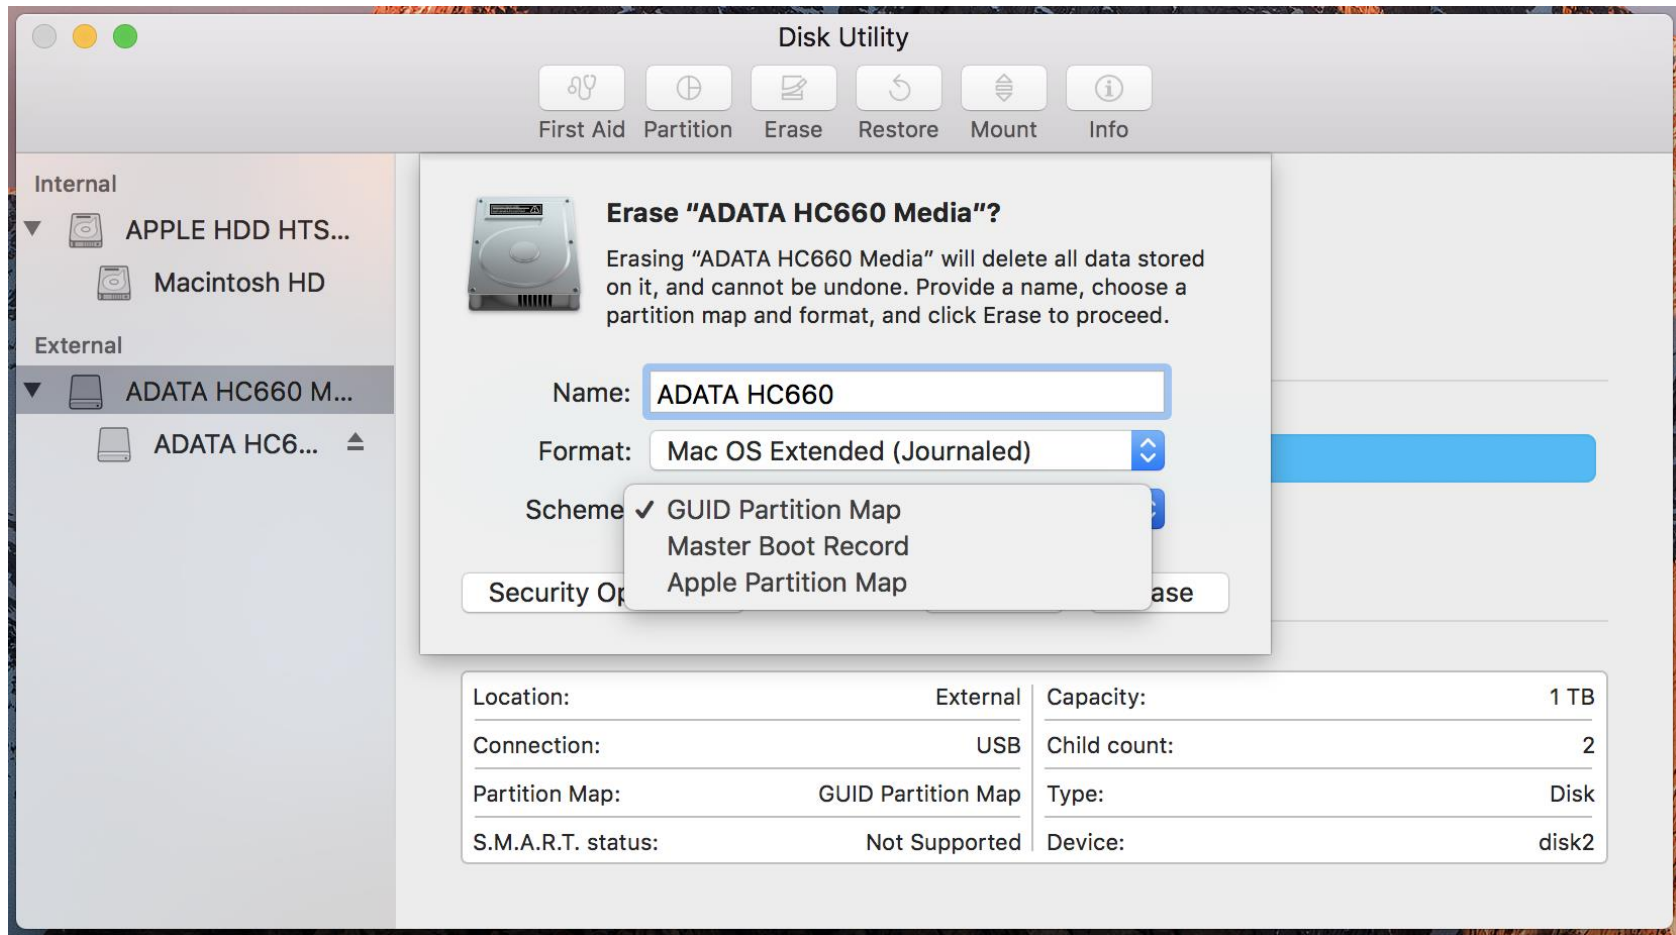 Disk Utility
First Aid
Partition
Erase
Restore
Mount
Info
Internal
APPLE HDD HTS...
Macintosh HD
External
ADATA HC660 M...
ADATA HC6...
Erase “ADATA HC660 Media”?
Erasing “ADATA HC660 Media” will delete all data stored
on it, and cannot be undone. Provide a name, choose a
partition map and format, and click Erase to proceed.
Name: ADATA HC660
Format: Mac OS Extended (Journaled)
Scheme ✓ GUID Partition Map
Master Boot Record
Apple Partition Map
Security Op
ase
Location: External
Capacity: 1 TB
Connection: USB
Child count: 2
Partition Map: GUID Partition Map
Type: Disk
S.M.A.R.T. status: Not Supported
Device: disk2